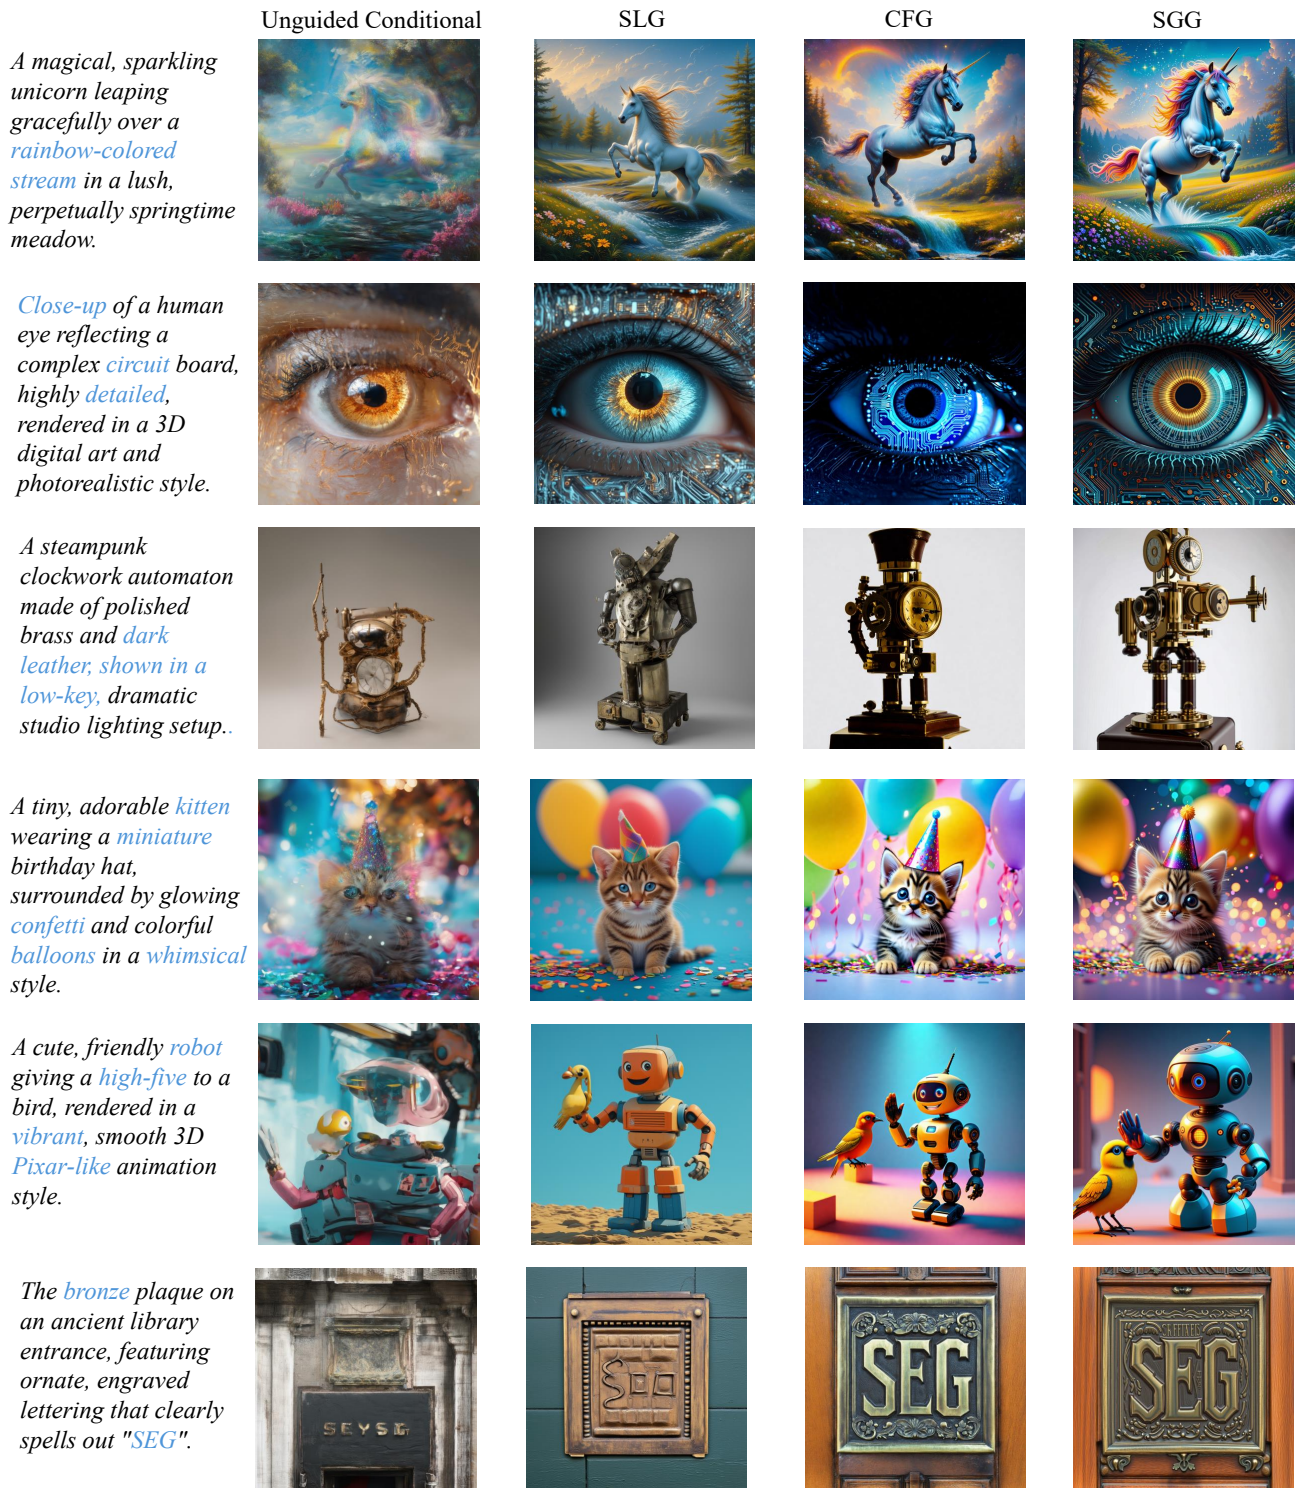 Unguided Conditional SLG CFG SGG
A magical, sparkling
unicorn leaping
gracefully over a
rainbow-colored
stream in a lush,
perpetually springtime
meadow.
Close-up of a human
eye reflecting a
complex circuit board,
highly detailed,
rendered in a 3D
digital art and
photorealistic style.
A steampunk
clockwork automaton
made of polished
brass and dark
leather, shown in a
low-key, dramatic
studio lighting setup..
A tiny, adorable kitten
wearing a miniature
birthday hat,
surrounded by glowing
confetti and colorful
balloons in a whimsical
style.
A cute, friendly robot
giving a high-five to a
bird, rendered in a
vibrant, smooth 3D
Pixar-like animation
style.
The bronze plaque on
an ancient library
entrance, featuring
ornate, engraved
lettering that clearly
spells out "SEG".
SEG
SEG